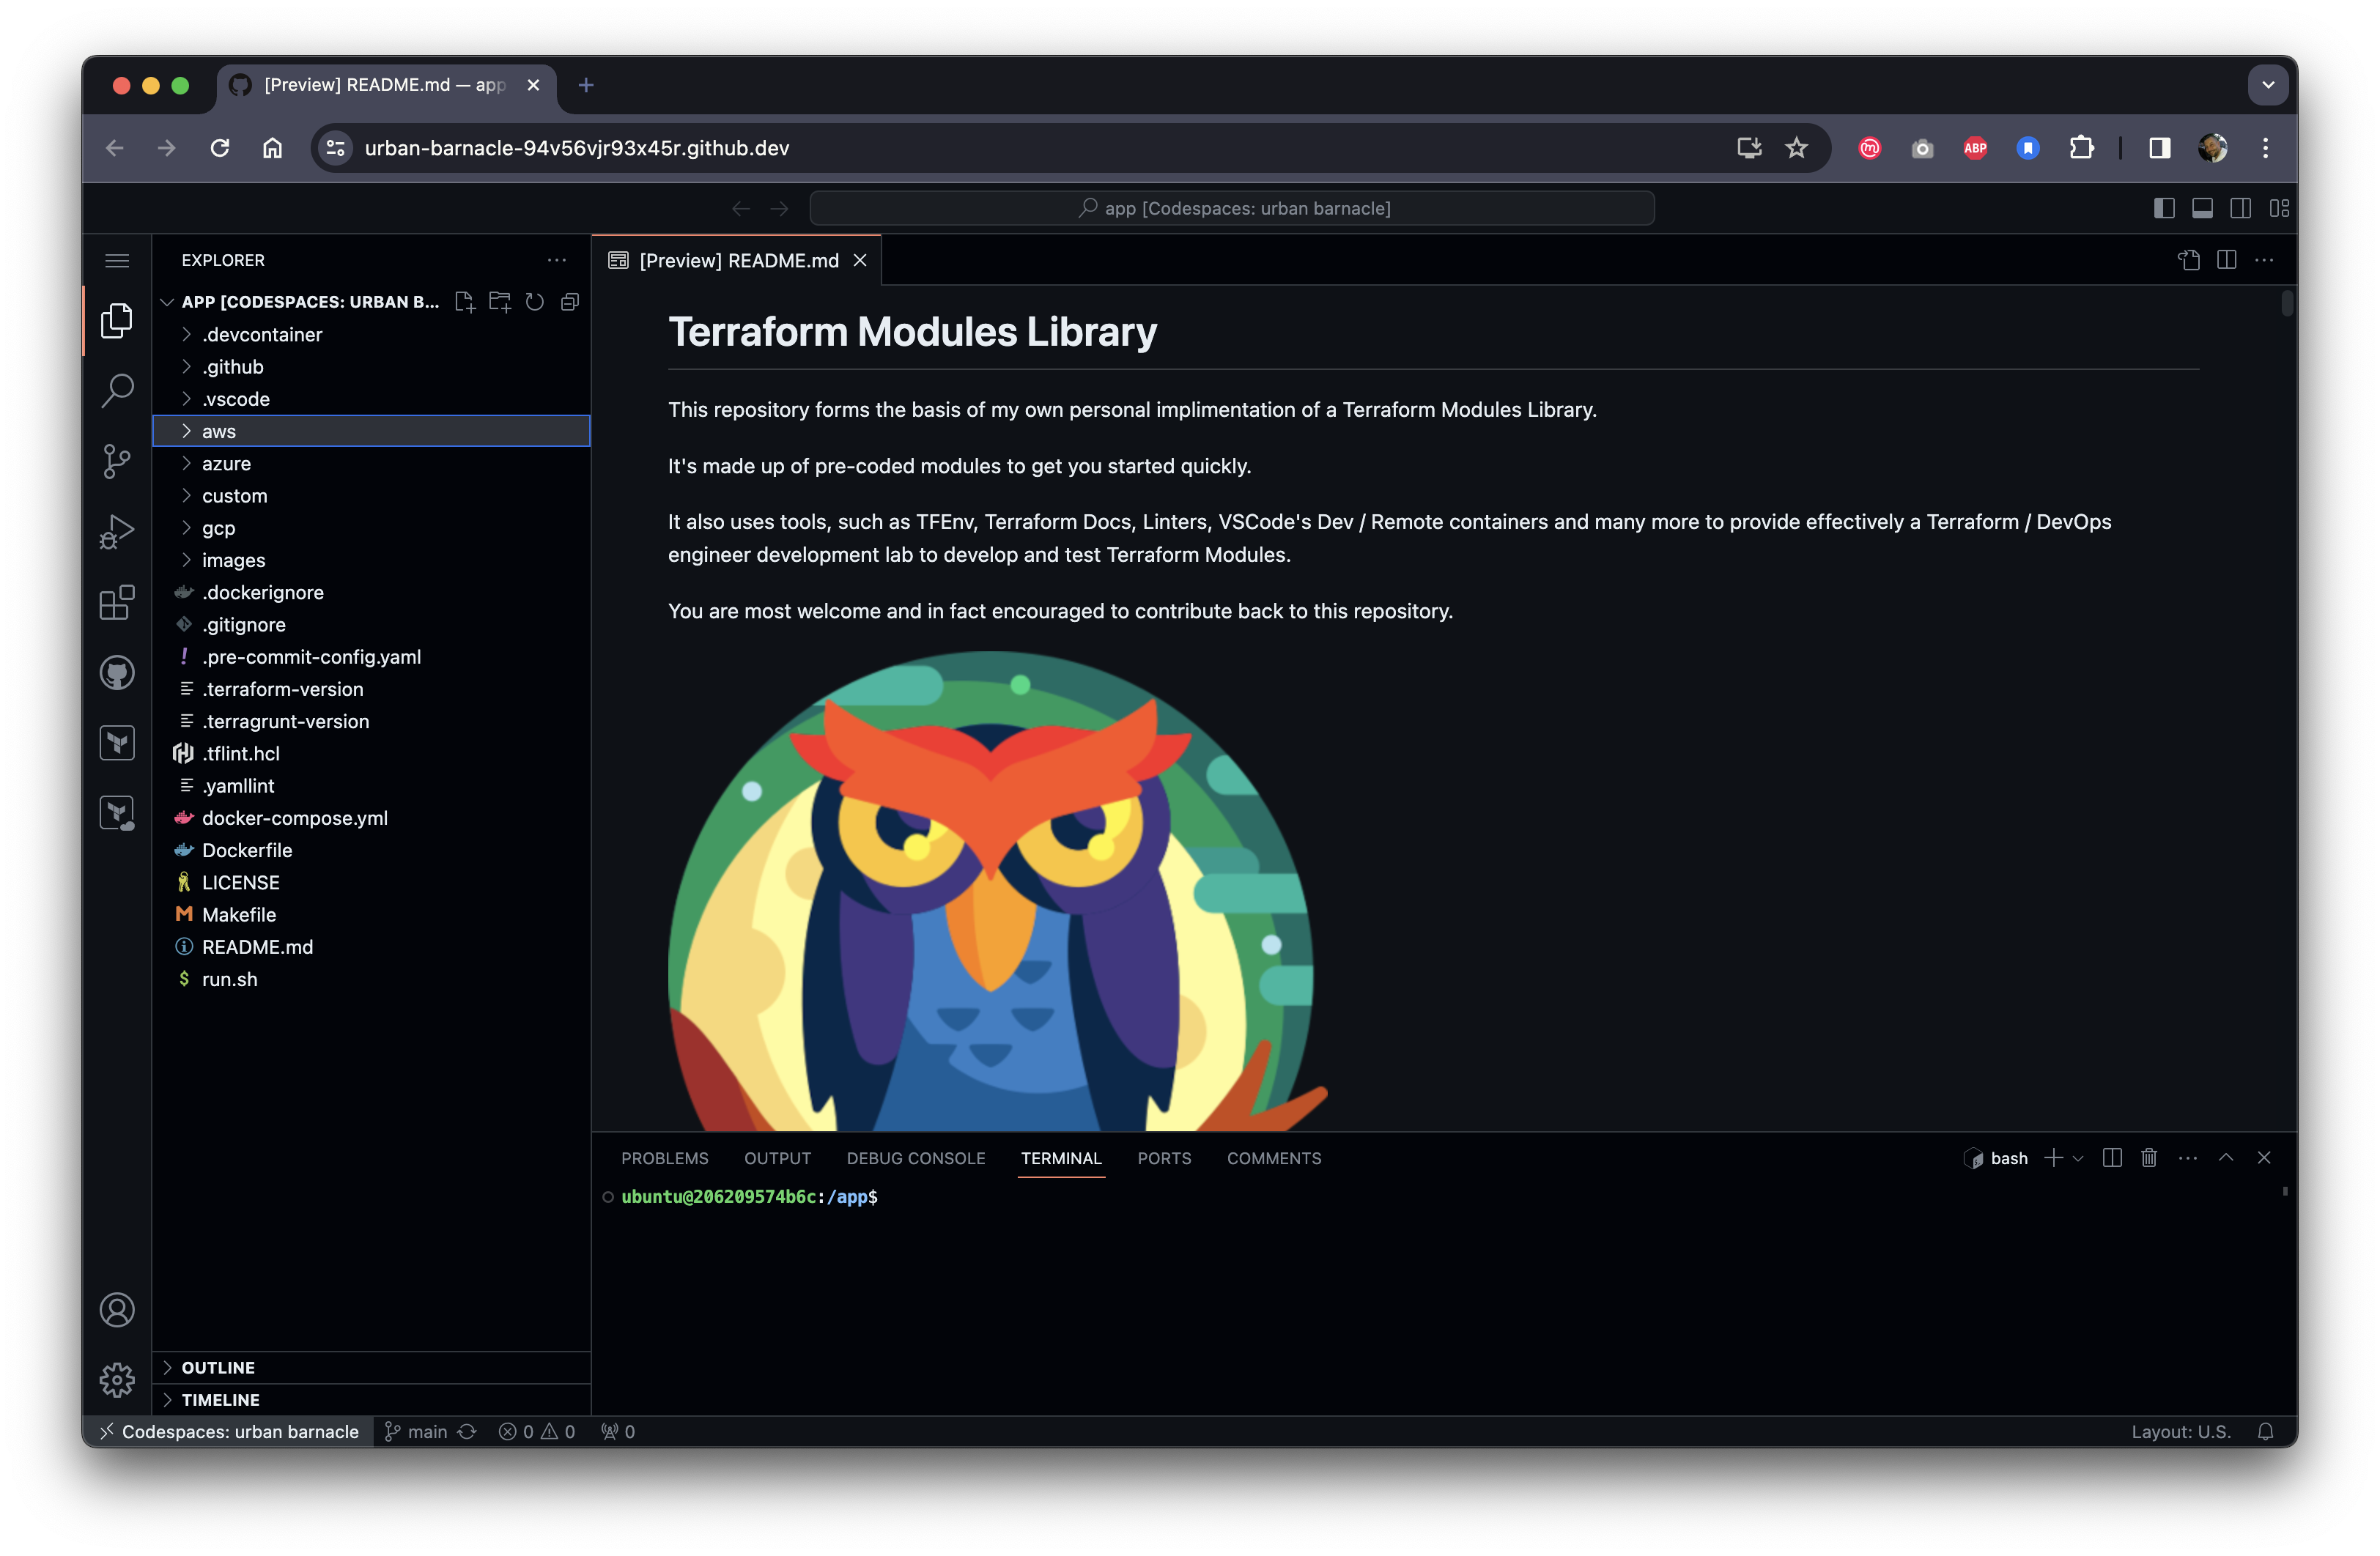 [Preview] README.md — app
urban-barnacle-94v56vjr93x45r.github.dev
ABP
app [Codespaces: urban barnacle]
EXPLORER
APP [CODESPACES: URBAN B...
.devcontainer
.github
.vscode
aws
azure
custom
gcp
images
.dockerignore
.gitignore
.pre-commit-config.yaml
.terraform-version
.terragrunt-version
.tflint.hcl
.yamllint
docker-compose.yml
Dockerfile
LICENSE
Makefile
README.md
run.sh
OUTLINE
TIMELINE
[Preview] README.md
Terraform Modules Library
This repository forms the basis of my own personal implimentation of a Terraform Modules Library.
It's made up of pre-coded modules to get you started quickly.
It also uses tools, such as TFEnv, Terraform Docs, Linters, VSCode's Dev / Remote containers and many more to provide effectively a Terraform / DevOps
engineer development lab to develop and test Terraform Modules.
You are most welcome and in fact encouraged to contribute back to this repository.
PROBLEMS OUTPUT DEBUG CONSOLE TERMINAL PORTS COMMENTS
bash
ubuntu@206209574b6c:/app$
Codespaces: urban barnacle main 0 0 0 Layout: U.S.